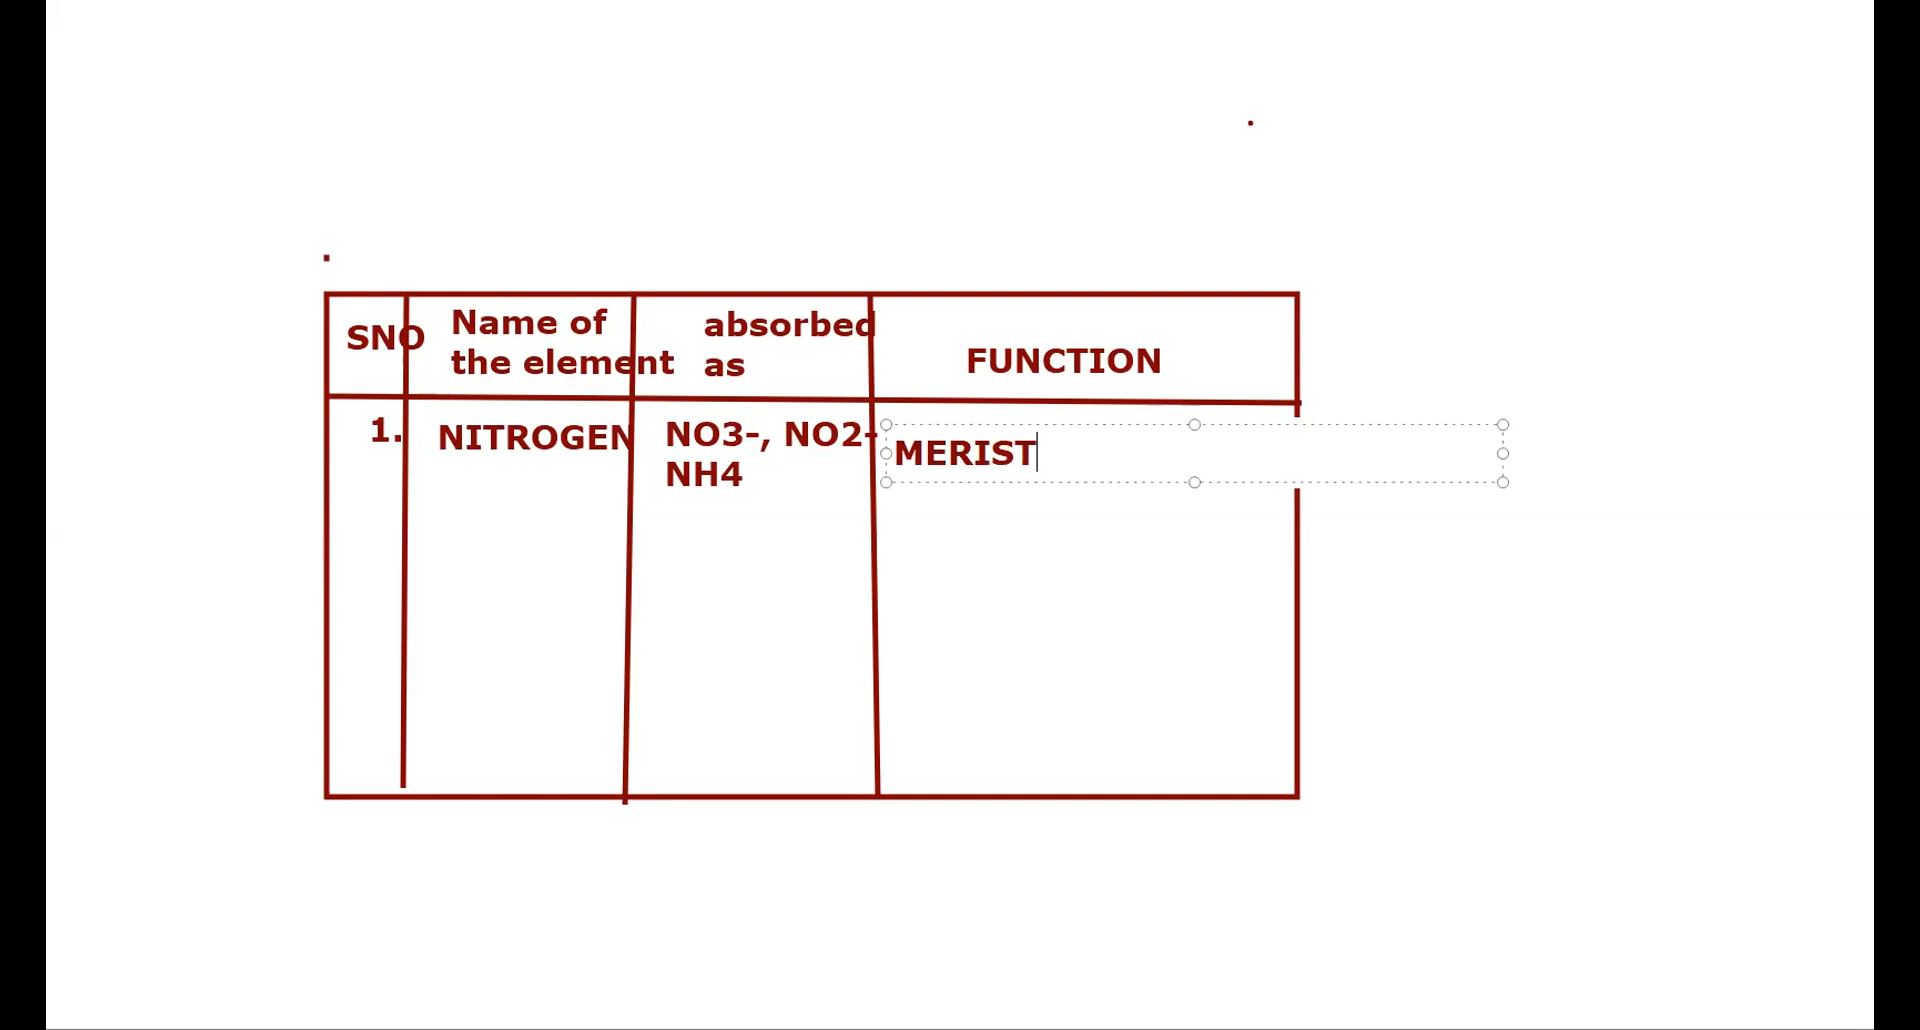 SNO
Name of
the element
absorbed
as
FUNCTION
1.
NITROGEN
NO3-, NO2-
NH4
MERIST